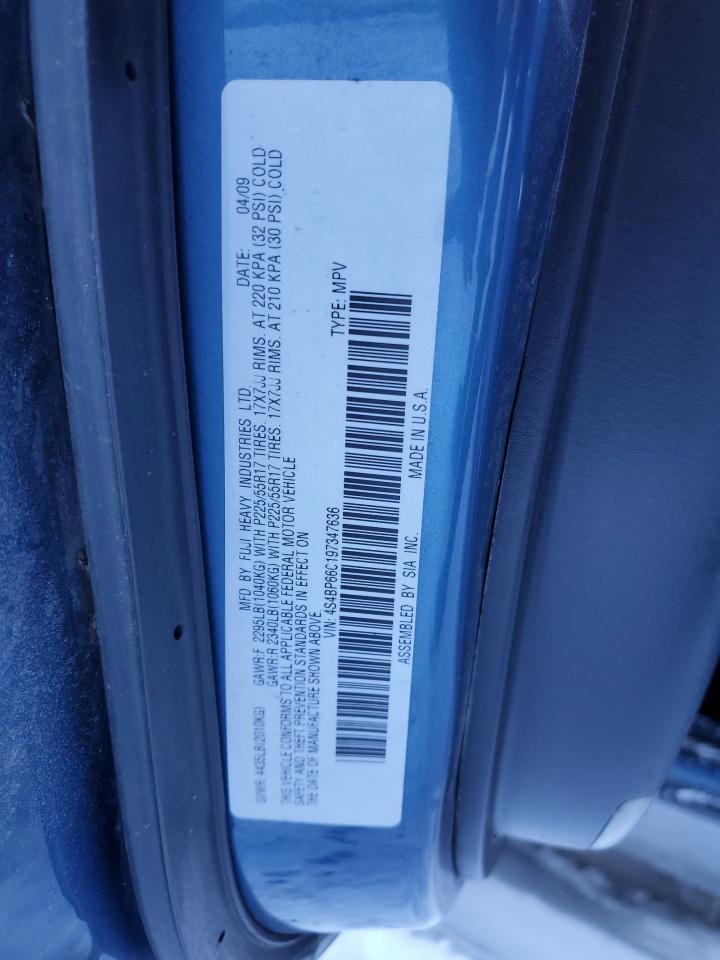 MFD BY FUJI HEAVY INDUSTRIES LTD. DATE: 04/09
GVWR: 4435LB(2010KG) GAWR:F 2295LB(1040KG) WITH P225/55R17 TIRES. 17X7JJ RIMS. AT 220 KPA (32 PSI) COLD
GAWR:R 2340LB(1060KG) WITH P225/55R17 TIRES. 17X7JJ RIMS. AT 210 KPA (30 PSI) COLD
THIS VEHICLE CONFORMS TO ALL APPLICABLE FEDERAL MOTOR VEHICLE
SAFETY AND THEFT PREVENTION STANDARDS IN EFFECT ON
THE DATE OF MANUFACTURE SHOWN ABOVE.
VIN: 4S4BP66C197347636 TYPE: MPV
ASSEMBLED BY SIA INC. MADE IN U.S.A.